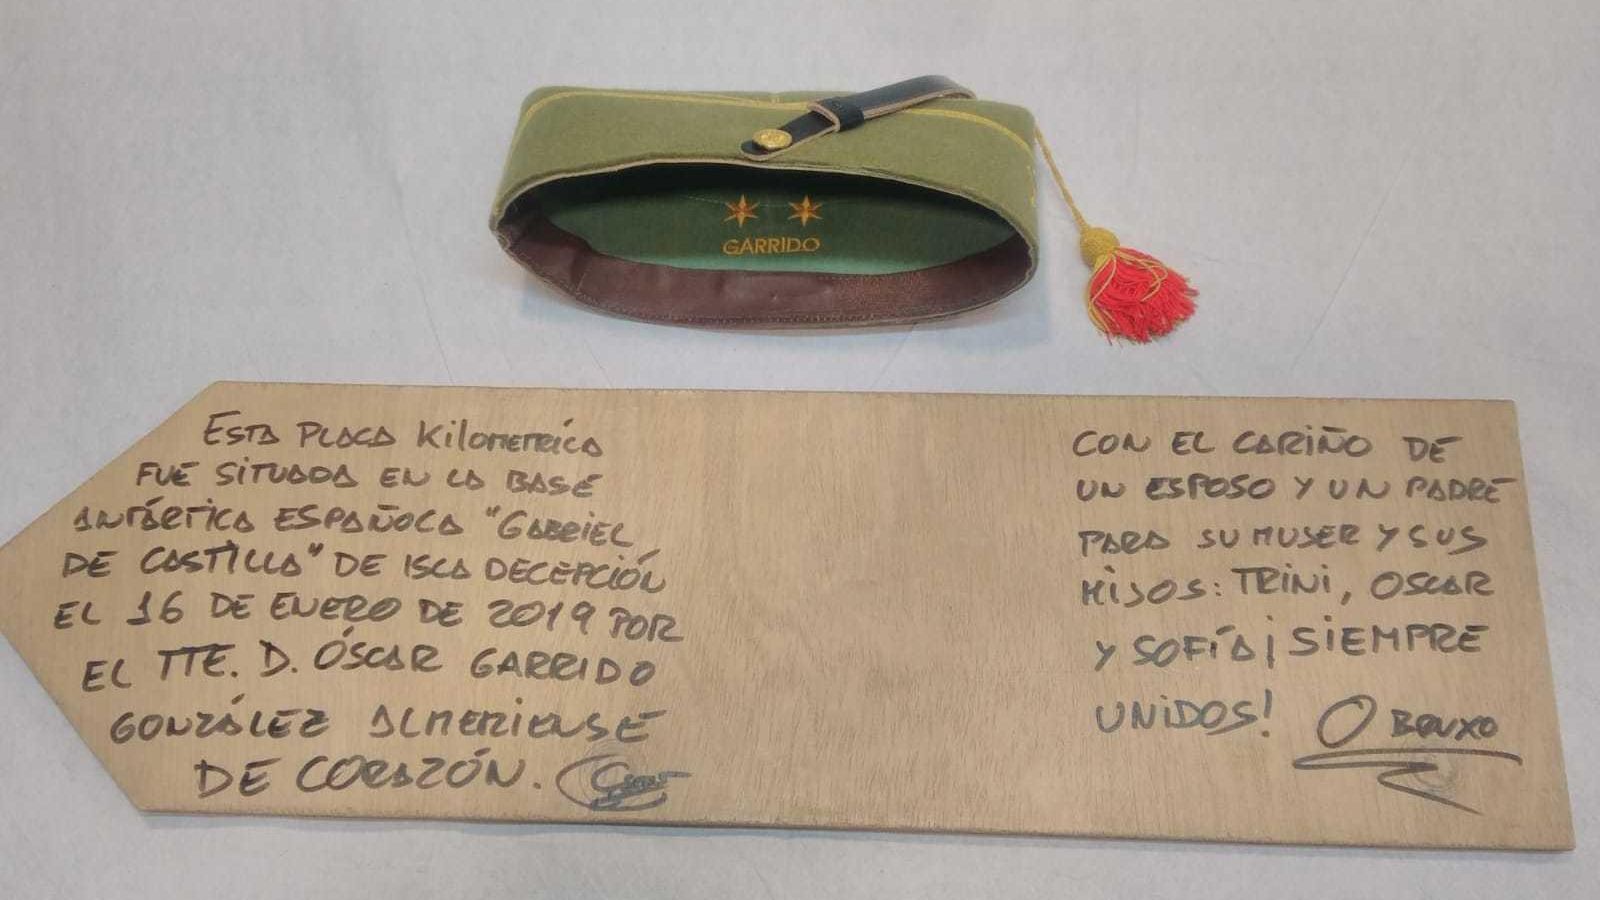 GARRIDO
ESTA PLACA KILOMETRICA
FUE SITUADA EN LA BASE
ANTÁRTICA ESPAÑOLA "GABRIEL
DE CASTILLA" DE ISLA DECEPCIÓN
EL 16 DE ENERO DE 2019 POR
EL TTE. D. ÓSCAR GARRIDO
GONZÁLEZ ALMERIENSE
DE CORAZÓN.
CON EL CARIÑO DE
UN ESPOSO Y UN PADRE
PARA SU MUJER Y SUS
HIJOS: TRINI, OSCAR
Y SOFÍA ¡SIEMPRE
UNIDOS! O BRUXO